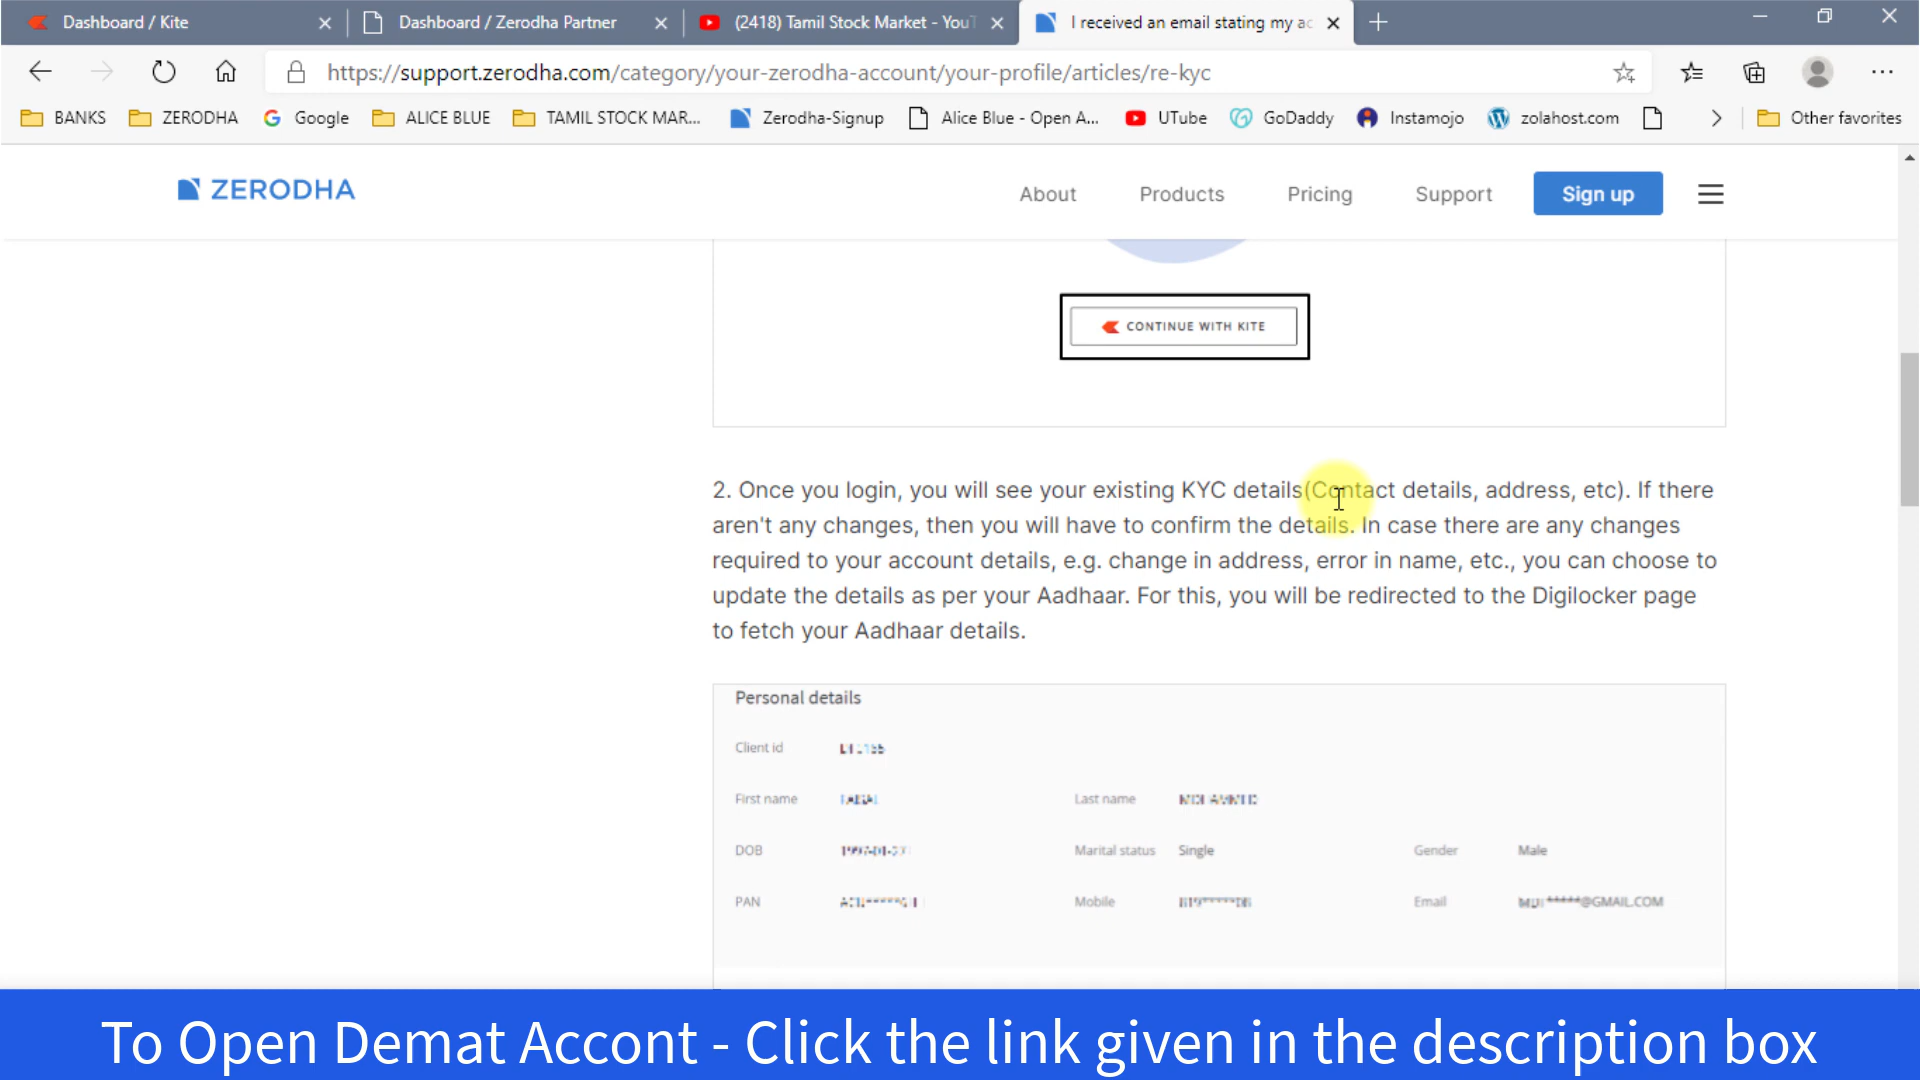 Dashboard / Kite
Dashboard / Zerodha Partner
(2418) Tamil Stock Market - YouT
I received an email stating my ac
https://support.zerodha.com/category/your-zerodha-account/your-profile/articles/re-kyc
BANKS
ZERODHA
Google
ALICE BLUE
TAMIL STOCK MAR...
Zerodha-Signup
Alice Blue - Open A...
UTube
GoDaddy
Instamojo
zolahost.com
Other favorites
ZERODHA
About
Products
Pricing
Support
Sign up
CONTINUE WITH KITE
2. Once you login, you will see your existing KYC details(Contact details, address, etc). If there
aren't any changes, then you will have to confirm the details. In case there are any changes
required to your account details, e.g. change in address, error in name, etc., you can choose to
update the details as per your Aadhaar. For this, you will be redirected to the Digilocker page
to fetch your Aadhaar details.
Personal details
Client id
First name
Last name
DOB
Marital status Single
Gender Male
PAN
Mobile
Email *****@GMAIL.COM
To Open Demat Accont - Click the link given in the description box